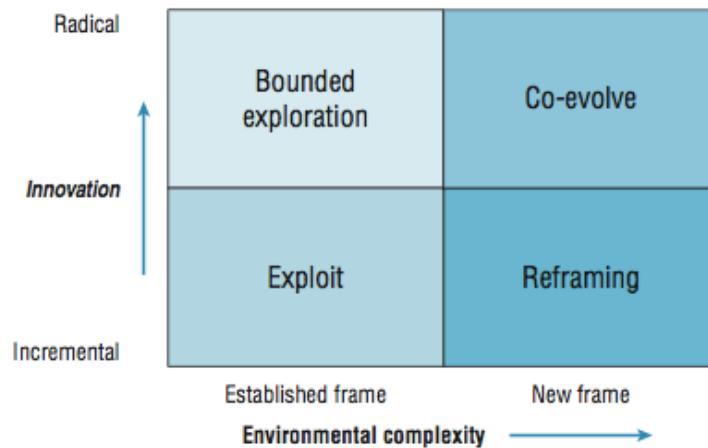 Radical
Bounded
exploration
Co-evolve
Innovation
Exploit
Reframing
Incremental
Established frame
New frame
Environmental complexity